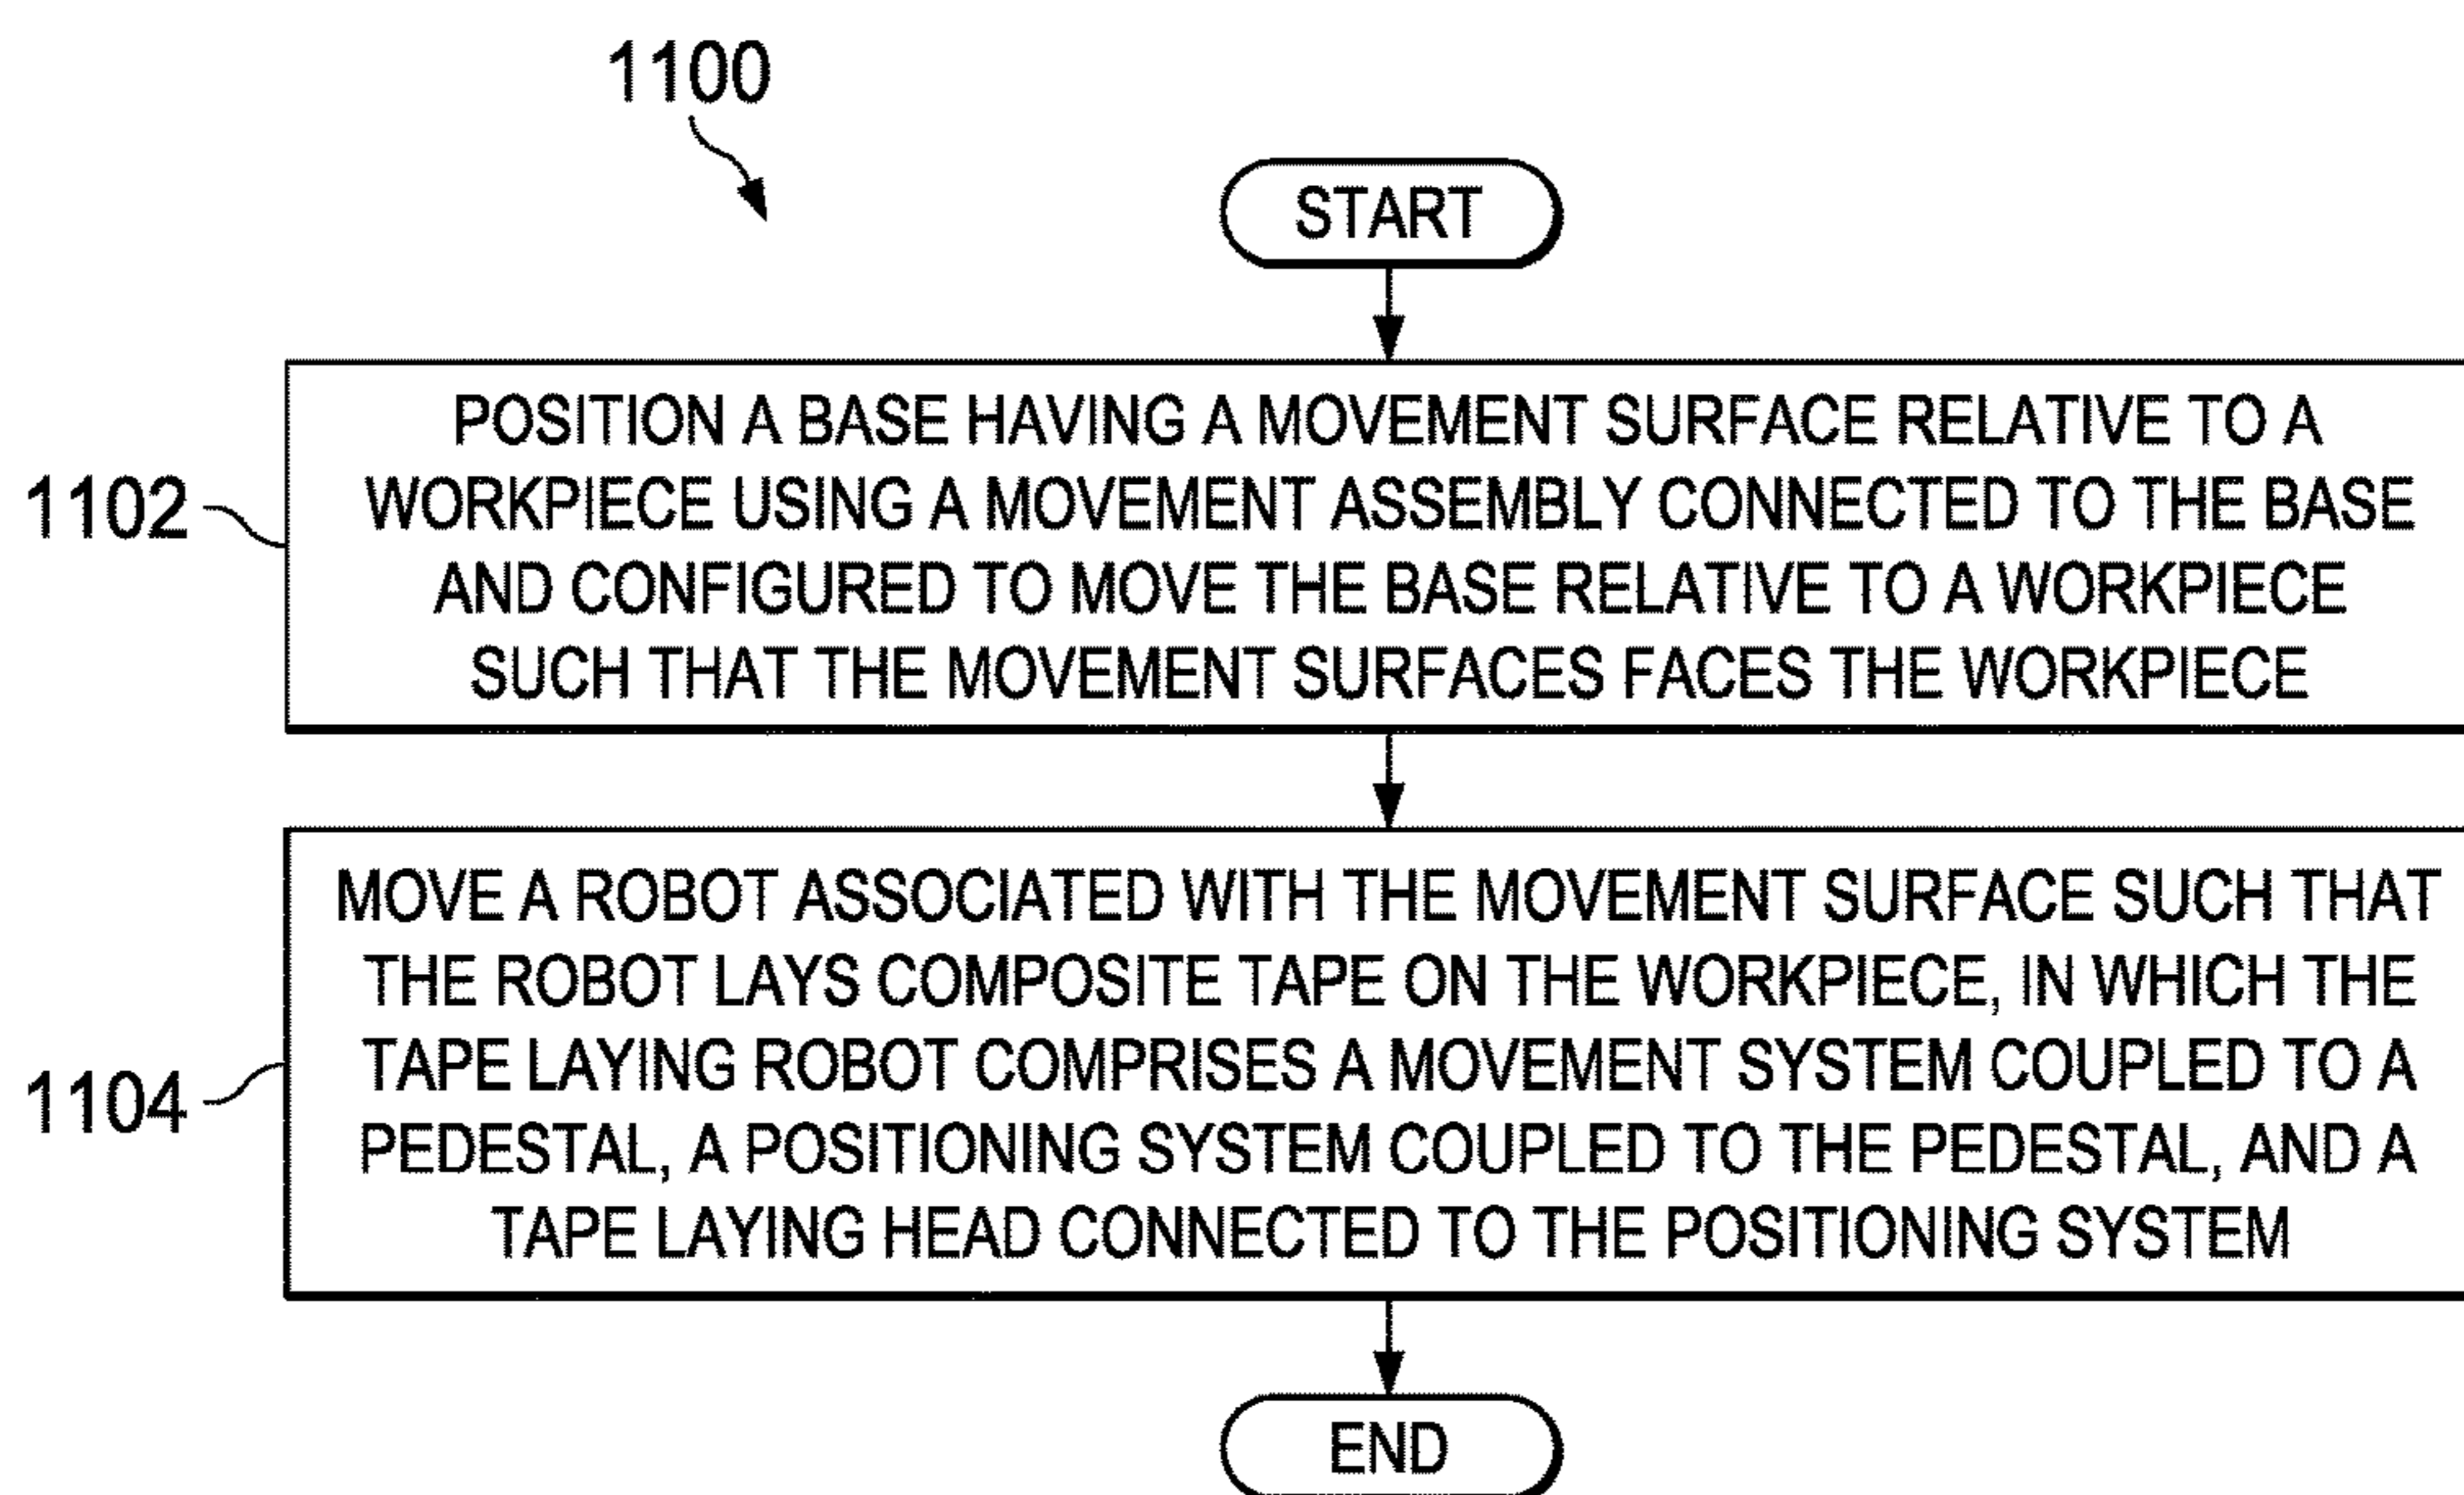 1100
START
POSITION A BASE HAVING A MOVEMENT SURFACE RELATIVE TO A
WORKPIECE USING A MOVEMENT ASSEMBLY CONNECTED TO THE BASE
AND CONFIGURED TO MOVE THE BASE RELATIVE TO A WORKPIECE
SUCH THAT THE MOVEMENT SURFACES FACES THE WORKPIECE
1102
MOVE A ROBOT ASSOCIATED WITH THE MOVEMENT SURFACE SUCH THAT
THE ROBOT LAYS COMPOSITE TAPE ON THE WORKPIECE, IN WHICH THE
TAPE LAYING ROBOT COMPRISES A MOVEMENT SYSTEM COUPLED TO A
PEDESTAL, A POSITIONING SYSTEM COUPLED TO THE PEDESTAL, AND A
TAPE LAYING HEAD CONNECTED TO THE POSITIONING SYSTEM
1104
END